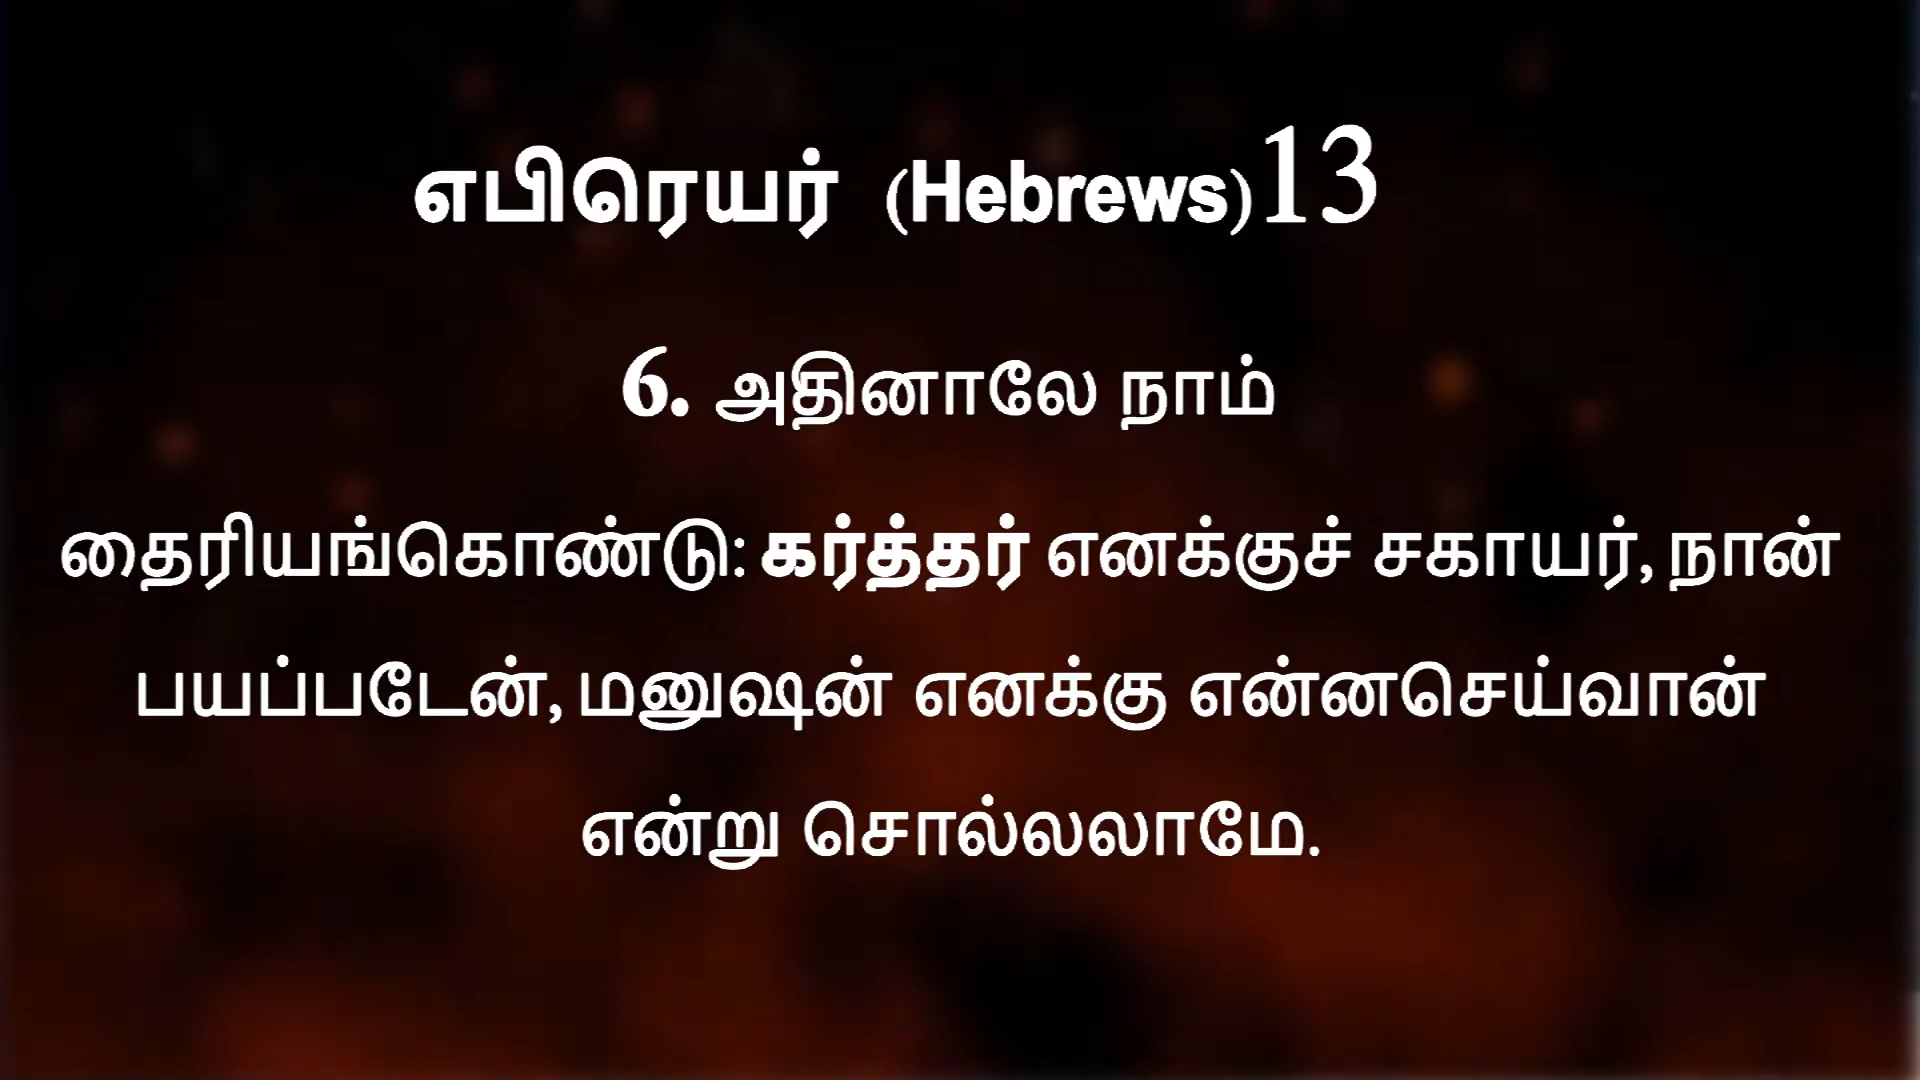 எபிரெயர் (Hebrews)13
6. அதினாலே நாம்
தைரியங்கொண்டு: கர்த்தர் எனக்குச் சகாயர், நான்
பயப்படேன், மனுஷன் எனக்கு என்னசெய்வான்
என்று சொல்லலாமே.